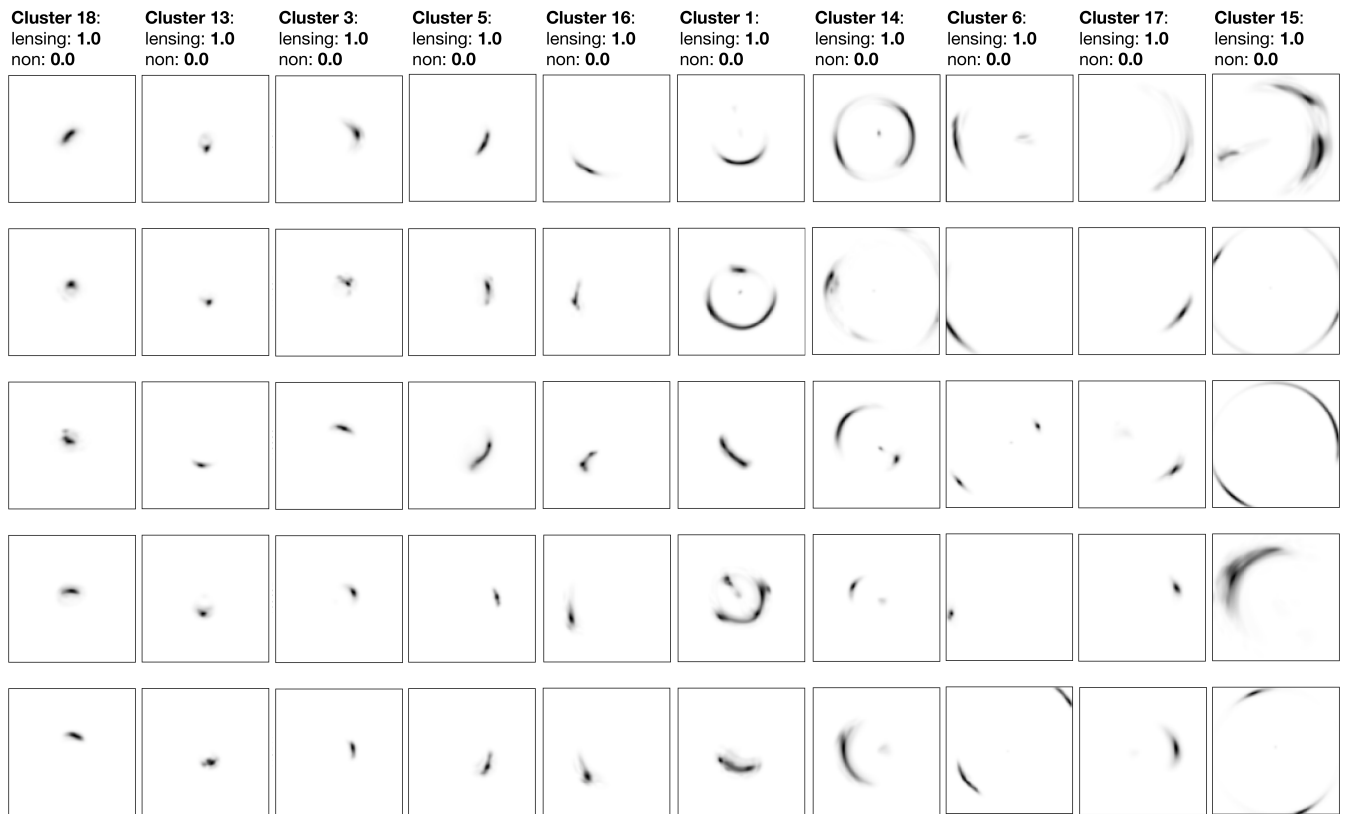 Cluster 18:
lensing: 1.0
non: 0.0
Cluster 13:
lensing: 1.0
non: 0.0
Cluster 3:
lensing: 1.0
non: 0.0
Cluster 5:
lensing: 1.0
non: 0.0
Cluster 16:
lensing: 1.0
non: 0.0
Cluster 1:
lensing: 1.0
non: 0.0
Cluster 14:
lensing: 1.0
non: 0.0
Cluster 6:
lensing: 1.0
non: 0.0
Cluster 17:
lensing: 1.0
non: 0.0
Cluster 15:
lensing: 1.0
non: 0.0